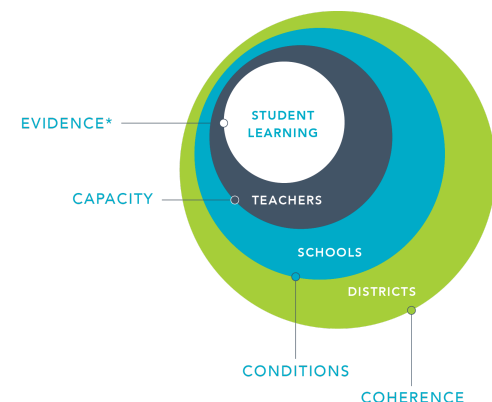 STUDENT
LEARNING
EVIDENCE*
CAPACITY
TEACHERS
SCHOOLS
DISTRICTS
CONDITIONS
COHERENCE